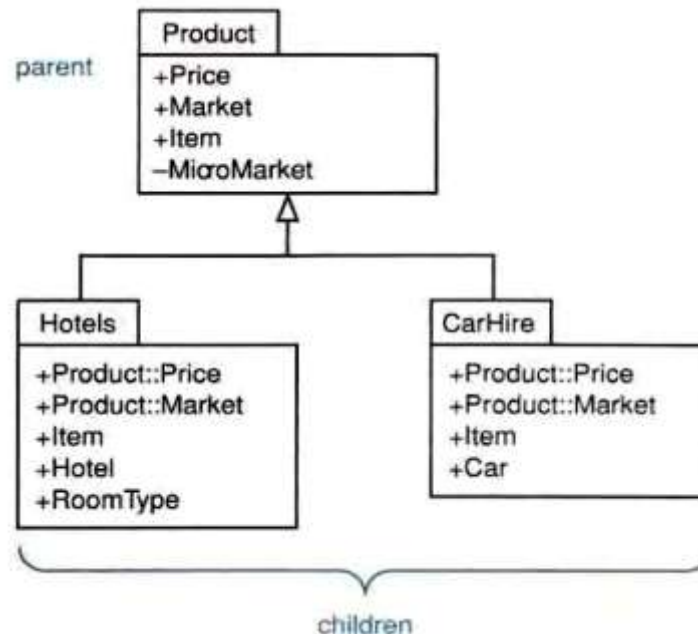 Product
parent
+Price
+Market
+Item
–MicroMarket
Hotels
+Product::Price
+Product::Market
+Item
+Hotel
+RoomType
CarHire
+Product::Price
+Product::Market
+Item
+Car
children